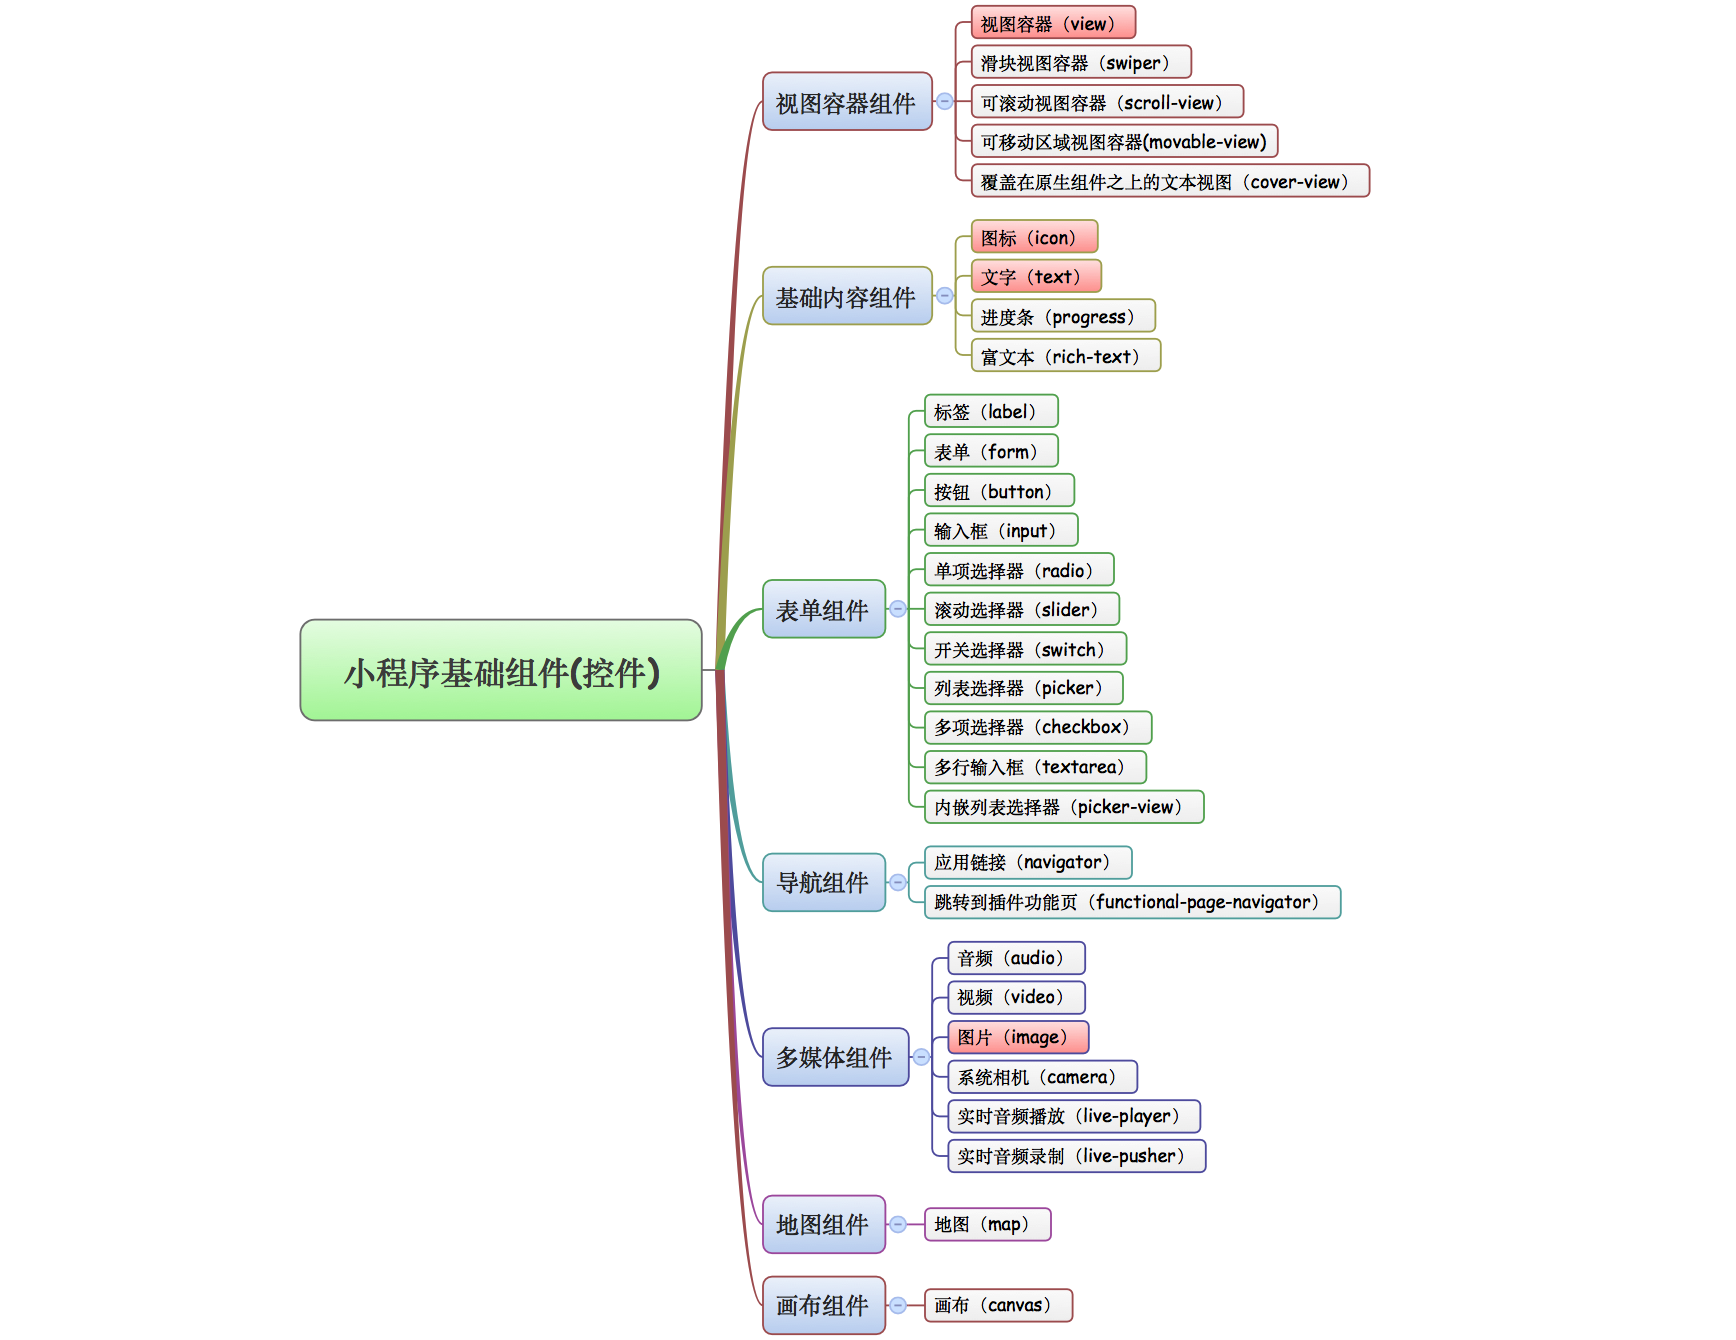 小程序基础组件(控件)
视图容器组件
视图容器（view）
滑块视图容器（swiper）
可滚动视图容器（scroll-view）
可移动区域视图容器(movable-view)
覆盖在原生组件之上的文本视图（cover-view）
基础内容组件
图标（icon）
文字（text）
进度条（progress）
富文本（rich-text）
表单组件
标签（label）
表单（form）
按钮（button）
输入框（input）
单项选择器（radio）
滚动选择器（slider）
开关选择器（switch）
列表选择器（picker）
多项选择器（checkbox）
多行输入框（textarea）
内嵌列表选择器（picker-view）
导航组件
应用链接（navigator）
跳转到插件功能页（functional-page-navigator）
多媒体组件
音频（audio）
视频（video）
图片（image）
系统相机（camera）
实时音频播放（live-player）
实时音频录制（live-pusher）
地图组件
地图（map）
画布组件
画布（canvas）